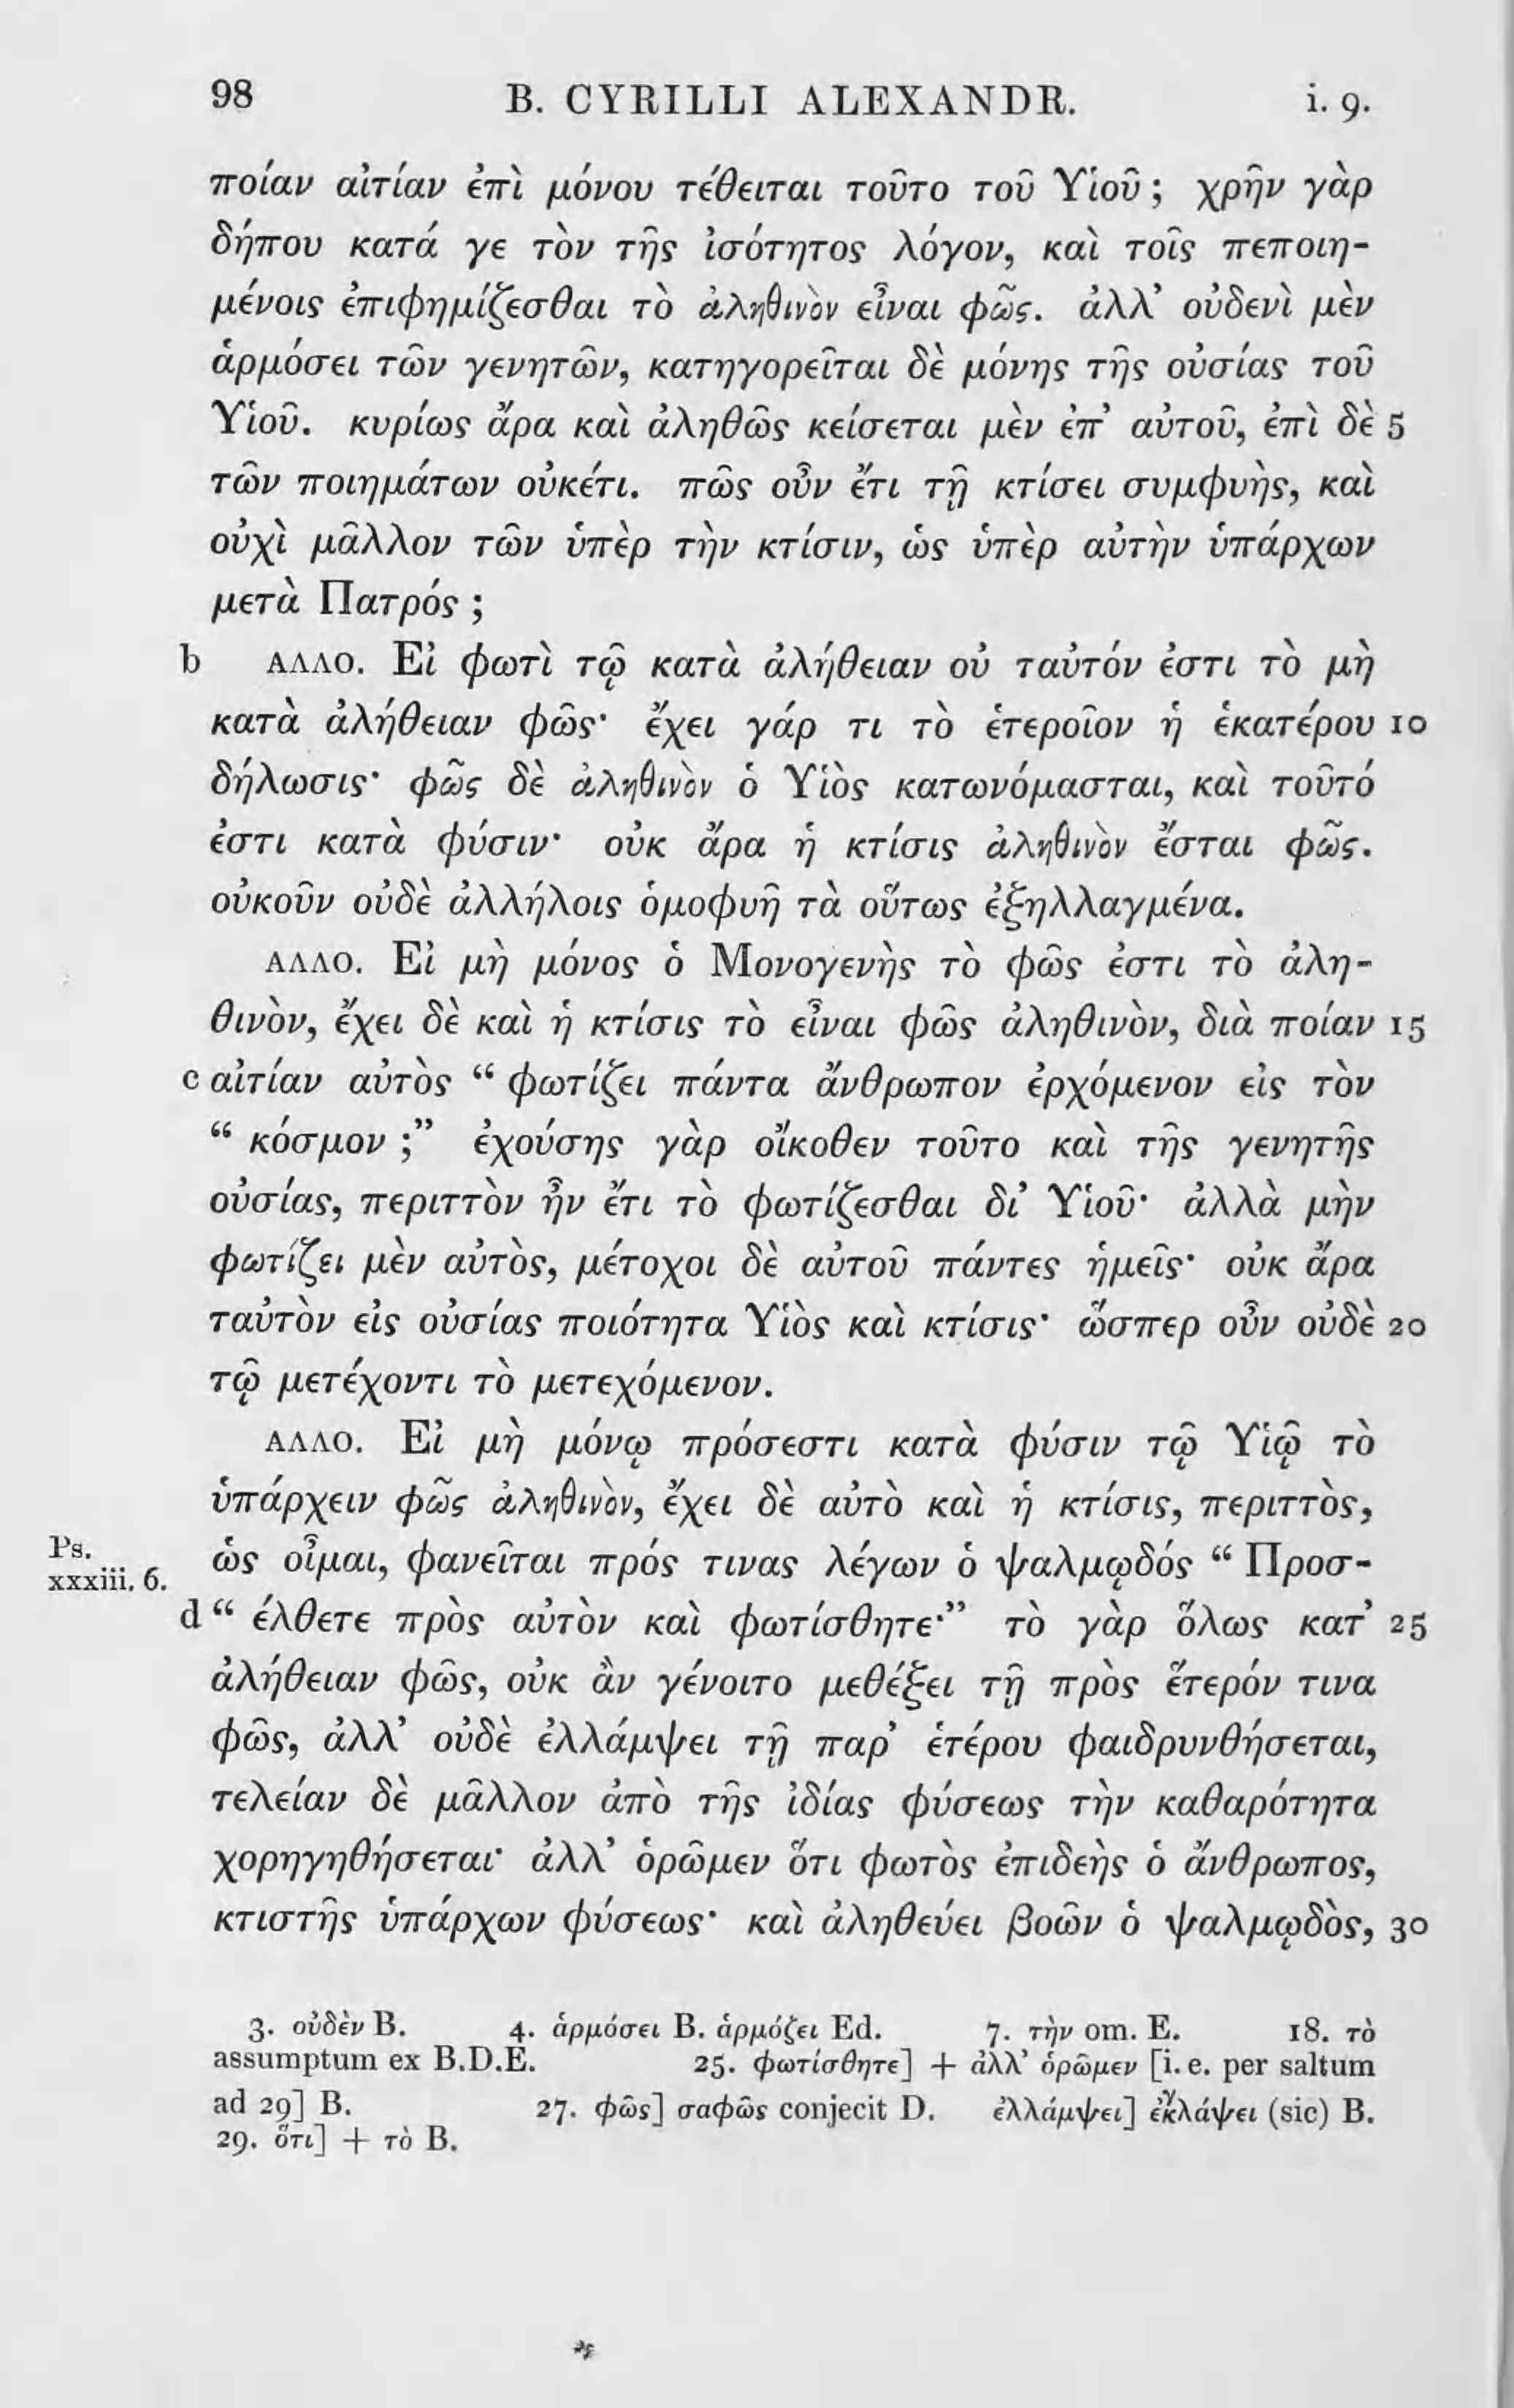 98 B. CYRILLI ALEXANDR. i. 9.
ποίαν αἰτίαν ἐπὶ μόνου τέθειται τοῦτο τοῦ Υἱοῦ ; χρῆν γὰρ
δήπου κατά γε τὸν τῆς ἰσότητος λόγον, καὶ τοῖς πεποιη-
μένοις ἐπιφημίζεσθαι τὸ ἀληθινὸν εἶναι φῶς. ἀλλ’ οὐδενὶ μὲν
ἁρμόσει τῶν γενητῶν, κατηγορεῖται δὲ μόνης τῆς οὐσίας τοῦ
Υἱοῦ. κυρίως ἄρα καὶ ἀληθῶς κείσεται μὲν ἐπ’ αὐτοῦ, ἐπὶ δὲ 5
τῶν ποιημάτων οὐκέτι. πῶς οὖν ἔτι τῇ κτίσει συμφυὴς, καὶ
οὐχὶ μᾶλλον τῶν ὑπὲρ τὴν κτίσιν, ὡς ὑπὲρ αὐτὴν ὑπάρχων
μετὰ Πατρός ;
b ΑΛΛΟ. Εἰ φωτὶ τῷ κατὰ ἀλήθειαν οὐ ταὐτόν ἐστι τὸ μὴ
κατὰ ἀλήθειαν φῶς· ἔχει γάρ τι τὸ ἑτεροῖον ἡ ἑκατέρου 10
δήλωσις· φῶς δὲ ἀληθινὸν ὁ Υἱὸς κατωνόμασται, καὶ τοῦτό
ἐστι κατὰ φύσιν· οὐκ ἄρα ἡ κτίσις ἀληθινὸν ἔσται φῶς.
οὐκοῦν οὐδὲ ἀλλήλοις ὁμοφυῆ τὰ οὕτως ἐξηλλαγμένα.
ΑΛΛΟ. Εἰ μὴ μόνος ὁ Μονογενὴς τὸ φῶς ἐστι τὸ ἀλη-
θινὸν, ἔχει δὲ καὶ ἡ κτίσις τὸ εἶναι φῶς ἀληθινὸν, διὰ ποίαν 15
c αἰτίαν αὐτὸς “ φωτίζει πάντα ἄνθρωπον ἐρχόμενον εἰς τὸν
“ κόσμον ;” ἐχούσης γὰρ οἴκοθεν τοῦτο καὶ τῆς γενητῆς
οὐσίας, περιττὸν ἦν ἔτι τὸ φωτίζεσθαι δι’ Υἱοῦ· ἀλλὰ μὴν
φωτίζει μὲν αὐτὸς, μέτοχοι δὲ αὐτοῦ πάντες ἡμεῖς· οὐκ ἄρα
ταὐτὸν εἰς οὐσίας ποιότητα Υἱὸς καὶ κτίσις· ὥσπερ οὖν οὐδὲ 20
τῷ μετέχοντι τὸ μετεχόμενον.
ΑΛΛΟ. Εἰ μὴ μόνῳ πρόσεστι κατὰ φύσιν τῷ Υἱῷ τὸ
ὑπάρχειν φῶς ἀληθινὸν, ἔχει δὲ αὐτὸ καὶ ἡ κτίσις, περιττὸς,
Ps.
xxxiii. 6.
ὡς οἶμαι, φανεῖται πρός τινας λέγων ὁ ψαλμῳδός “ Προσ-
d “ έλθετε πρὸς αὐτὸν καὶ φωτίσθητε·” τὸ γὰρ ὅλως κατ’ 25
ἀλήθειαν φῶς, οὐκ ἂν γένοιτο μεθέξει τῇ πρὸς ἕτερόν τινα
φῶς, ἀλλ’ οὐδὲ ἐλλάμψει τῇ παρ’ ἑτέρου φαιδρυνθήσεται,
τελείαν δὲ μᾶλλον ἀπὸ τῆς ἰδίας φύσεως τὴν καθαρότητα
χορηγηθήσεται· ἀλλ’ ὁρῶμεν ὅτι φωτὸς ἐπιδεὴς ὁ ἄνθρωπος,
κτιστῆς ὑπάρχων φύσεως· καὶ ἀληθεύει βοῶν ὁ ψαλμῳδὸς, 30
3. οὐδὲν B. 4. ἁρμόσει B. ἁρμόζει Ed. 7. τὴν om. E. 18. τὸ
assumptum ex B.D.E. 25. φωτίσθητε] + ἀλλ’ ὁρῶμεν [i. e. per saltum
ad 29] B. 27. φῶς] σαφῶς conjecit D. ἐλλάμψει] ἐκλάψει (sic) B.
29. ὅτι] + τὸ B.